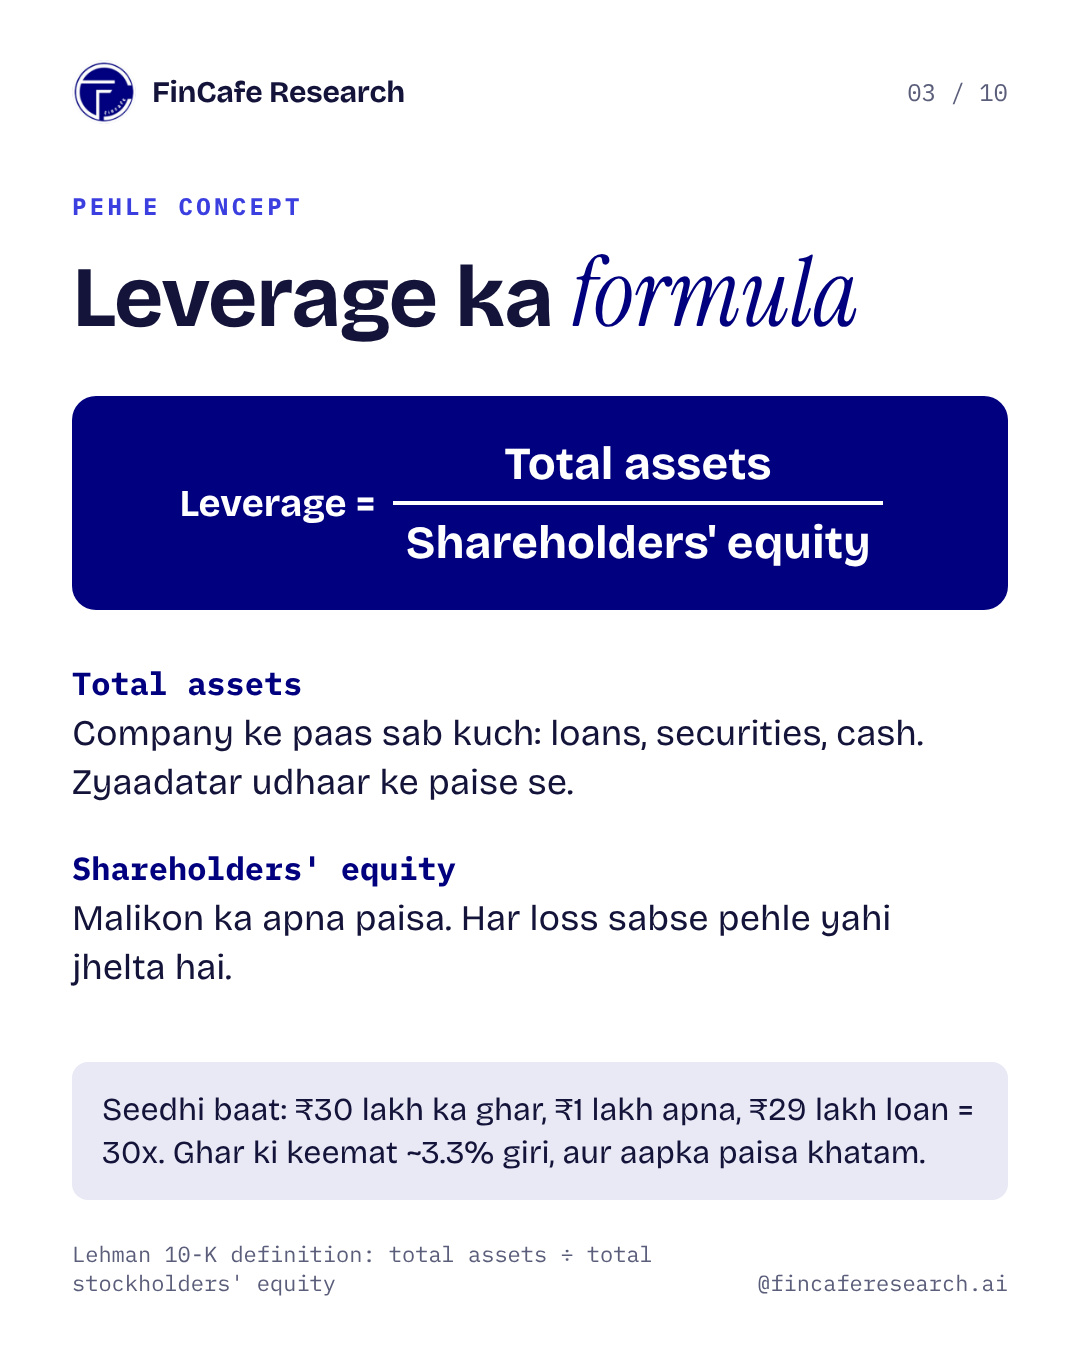 FinCafe Research
03 / 10
PEHLE CONCEPT
Leverage ka formula
Total assets
Leverage =
Shareholders' equity
Total assets
Company ke paas sab kuch: loans, securities, cash.
Zyaadatar udhaar ke paise se.
Shareholders' equity
Malikon ka apna paisa. Har loss sabse pehle yahi
jhelta hai.
Seedhi baat: ₹30 lakh ka ghar, ₹1 lakh apna, ₹29 lakh loan =
30x. Ghar ki keemat ~3.3% giri, aur aapka paisa khatam.
Lehman 10-K definition: total assets ÷ total
stockholders' equity
@fincaferesearch.ai